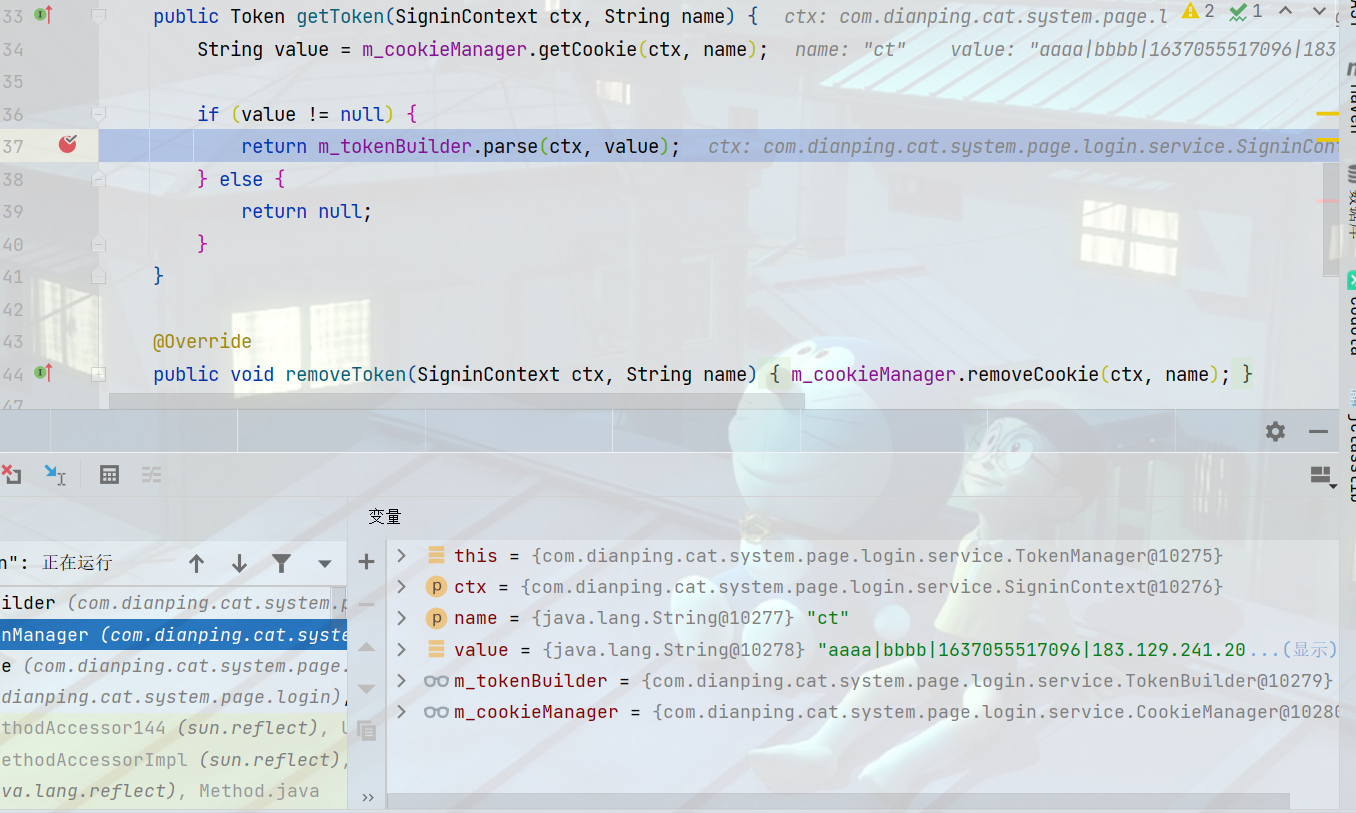 33 public Token getToken(SigninContext ctx, String name) { ctx: com.dianping.cat.system.page.l 2 1
34 String value = m_cookieManager.getCookie(ctx, name); name: "ct" value: "aaaa|bbbb|1637055517096|183
35
36 if (value != null) {
37 return m_tokenBuilder.parse(ctx, value); ctx: com.dianping.cat.system.page.login.service.SigninCon
38 } else {
39 return null;
40 }
41 }
42
43 @Override
44 public void removeToken(SigninContext ctx, String name) { m_cookieManager.removeCookie(ctx, name); }
47
Maven
数据库
Codota
jclasslib
变量
n": 正在运行
ilder (com.dianping.cat.system.p
nManager (com.dianping.cat.syste
e (com.dianping.cat.system.page.
dianping.cat.system.page.login),
thodAccessor144 (sun.reflect), U
ethodAccessorImpl (sun.reflect),
va.lang.reflect), Method.java
this = {com.dianping.cat.system.page.login.service.TokenManager@10275}
p ctx = {com.dianping.cat.system.page.login.service.SigninContext@10276}
p name = {java.lang.String@10277} "ct"
value = {java.lang.String@10278} "aaaa|bbbb|1637055517096|183.129.241.20...(显示)
m_tokenBuilder = {com.dianping.cat.system.page.login.service.TokenBuilder@10279}
m_cookieManager = {com.dianping.cat.system.page.login.service.CookieManager@10280